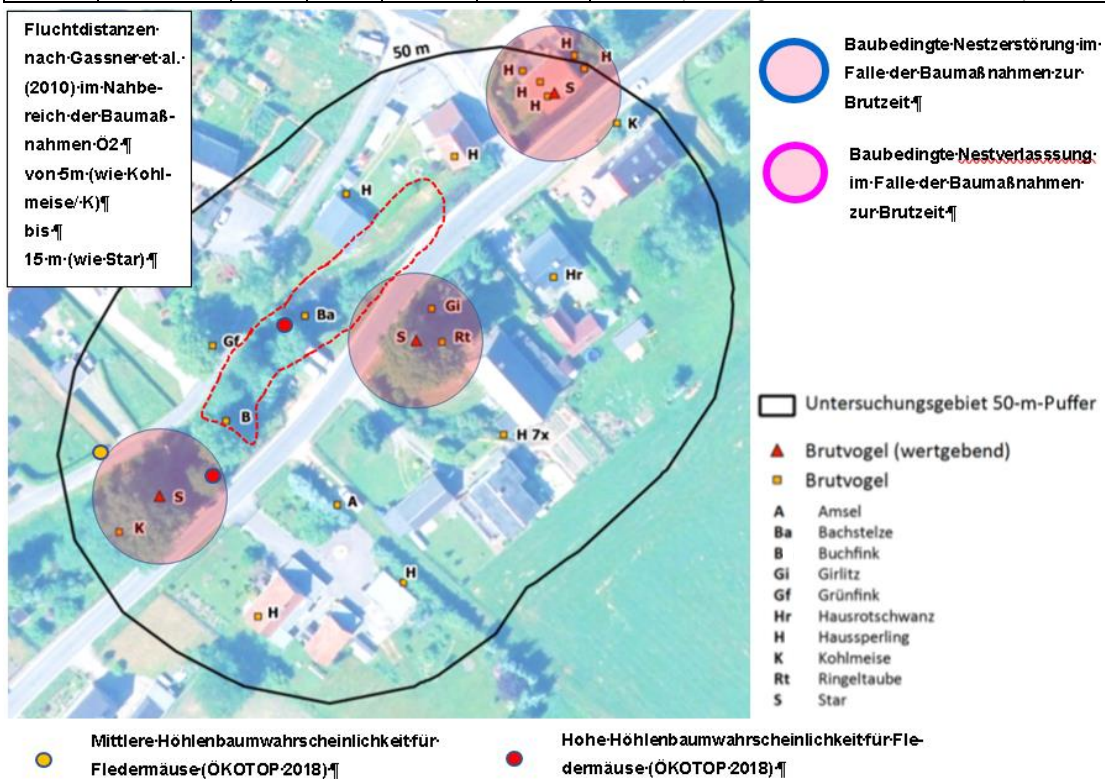 Fluchtdistanzen·
nach·Gassner·et·al.·
(2010)·im·Nahbe-
reich·der·Baumaß-
nahmen·Ö2·¶
von·5m·(wie·Kohl-
meise/·K)¶
bis·¶
15·m·(wie·Star)·¶
50 m
H
H
H
H
H
S
K
H
H
Hr
Gi
Ba
S
Rt
Gf
B
H 7x
S
A
K
H
H
Baubedingte·Nestzerstörung·im·
Falle·der·Baumaßnahmen·zur·
Brutzeit·¶
Baubedingte·Nestverlasssung·
im·Falle·der·Baumaßnahmen·
zur·Brutzeit·¶
Untersuchungsgebiet 50-m-Puffer
Brutvogel (wertgebend)
Brutvogel
A Amsel
Ba Bachstelze
B Buchfink
Gi Girlitz
Gf Grünfink
Hr Hausrotschwanz
H Haussperling
K Kohlmeise
Rt Ringeltaube
S Star
Mittlere·Höhlenbaumwahrscheinlichkeit·für·
Fledermäuse·(ÖKOTOP·2018)·¶
Hohe·Höhlenbaumwahrscheinlichkeit·für·Fle-
dermäuse·(ÖKOTOP·2018)·¶